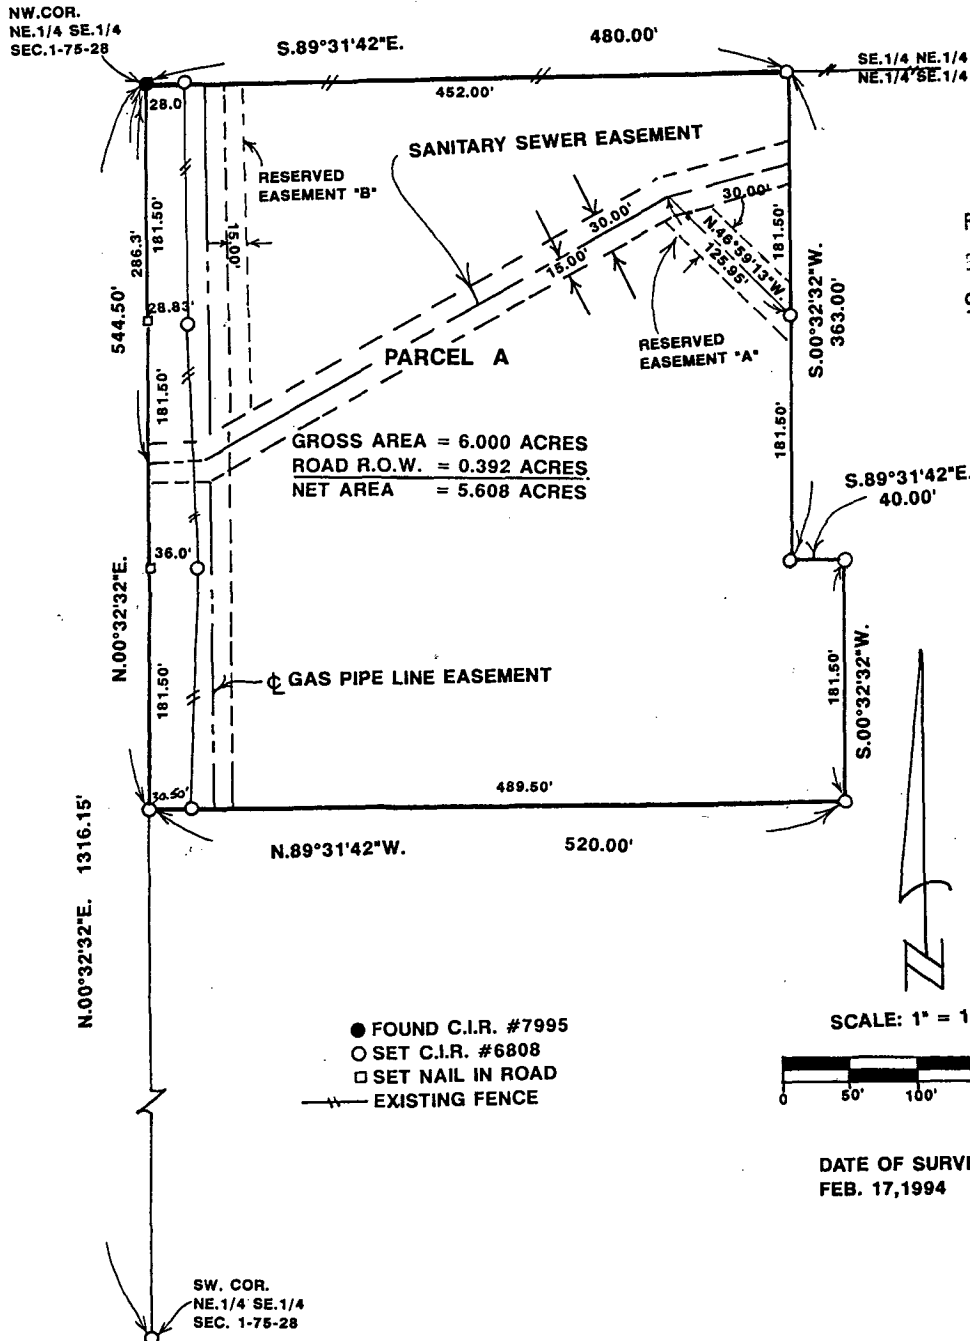 NW.COR.
NE.1/4 SE.1/4
SEC.1-75-28
S.89°31'42"E.
480.00'
SE.1/4 NE.1/4
NE.1/4 SE.1/4
28.0
452.00'
SANITARY SEWER EASEMENT
RESERVED
EASEMENT "B"
181.50'
286.3'
15.00'
30.00'
15.00'
30.00'
N.46°59'13"W.
125.95'
181.50'
S.00°32'32"W.
363.00'
544.50'
28.83'
PARCEL A
RESERVED
EASEMENT "A"
181.50'
181.50'
GROSS AREA = 6.000 ACRES
ROAD R.O.W. = 0.392 ACRES
NET AREA = 5.608 ACRES
S.89°31'42"E.
40.00'
36.0'
N.00°32'32"E.
181.50'
℄ GAS PIPE LINE EASEMENT
181.50'
S.00°32'32"W.
30.50'
489.50'
N.89°31'42"W.
520.00'
N.00°32'32"E. 1316.15'
N
FOUND C.I.R. #7995
SET C.I.R. #6808
SET NAIL IN ROAD
EXISTING FENCE
SCALE: 1" = 1
0 50' 100'
DATE OF SURV
FEB. 17,1994
SW. COR.
NE.1/4 SE.1/4
SEC. 1-75-28